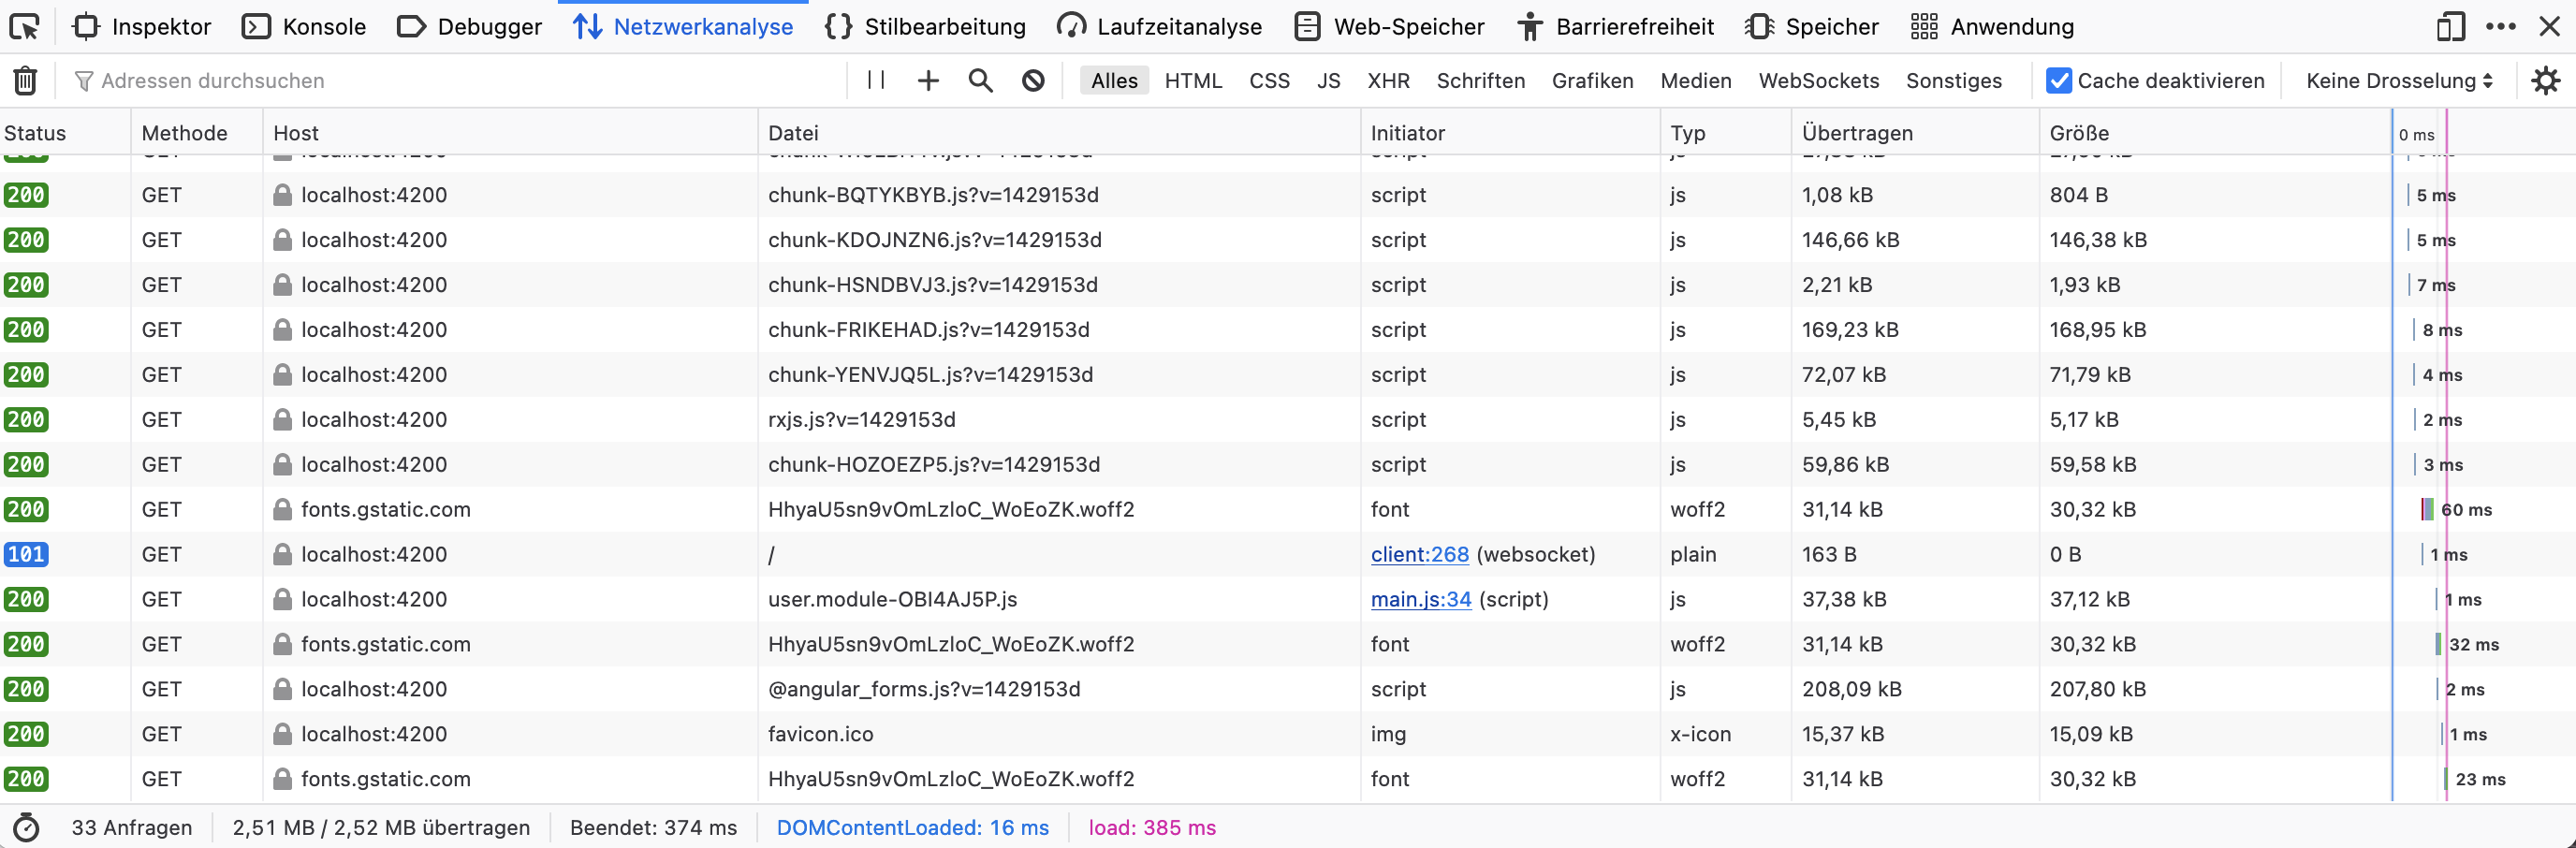 Inspektor Konsole Debugger Netzwerkanalyse {} Stilbearbeitung Laufzeitanalyse Web-Speicher Barrierefreiheit Speicher Anwendung
Adressen durchsuchen Alles HTML CSS JS XHR Schriften Grafiken Medien WebSockets Sonstiges Cache deaktivieren Keine Drosselung
Status Methode Host Datei Initiator Typ Übertragen Größe 0 ms
200 GET localhost:4200 chunk-BQTYKBYB.js?v=1429153d script js 1,08 kB 804 B 5 ms
200 GET localhost:4200 chunk-KDOJNZN6.js?v=1429153d script js 146,66 kB 146,38 kB 5 ms
200 GET localhost:4200 chunk-HSNDBVJ3.js?v=1429153d script js 2,21 kB 1,93 kB 7 ms
200 GET localhost:4200 chunk-FRIKEHAD.js?v=1429153d script js 169,23 kB 168,95 kB 8 ms
200 GET localhost:4200 chunk-YENVJQ5L.js?v=1429153d script js 72,07 kB 71,79 kB 4 ms
200 GET localhost:4200 rxjs.js?v=1429153d script js 5,45 kB 5,17 kB 2 ms
200 GET localhost:4200 chunk-HOZOEZP5.js?v=1429153d script js 59,86 kB 59,58 kB 3 ms
200 GET fonts.gstatic.com HhyaU5sn9vOmLzloC_WoEoZK.woff2 font woff2 31,14 kB 30,32 kB 60 ms
101 GET localhost:4200 / client:268 (websocket) plain 163 B 0 B 1 ms
200 GET localhost:4200 user.module-OBI4AJ5P.js main.js:34 (script) js 37,38 kB 37,12 kB 1 ms
200 GET fonts.gstatic.com HhyaU5sn9vOmLzloC_WoEoZK.woff2 font woff2 31,14 kB 30,32 kB 32 ms
200 GET localhost:4200 @angular_forms.js?v=1429153d script js 208,09 kB 207,80 kB 2 ms
200 GET localhost:4200 favicon.ico img x-icon 15,37 kB 15,09 kB 1 ms
200 GET fonts.gstatic.com HhyaU5sn9vOmLzloC_WoEoZK.woff2 font woff2 31,14 kB 30,32 kB 23 ms
33 Anfragen 2,51 MB / 2,52 MB übertragen Beendet: 374 ms DOMContentLoaded: 16 ms load: 385 ms